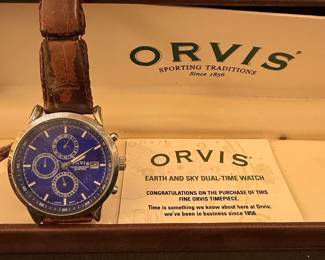 ORVIS
SPORTING TRADITIONS
Since 1856
ORVIS
ORVIS
EARTH AND SKY DUAL-TIME WATCH
CONGRATULATIONS ON THE PURCHASE OF THIS
FINE ORVIS TIMEPIECE.
Time is something we know about here at Orvis;
we've been in business since 1856.